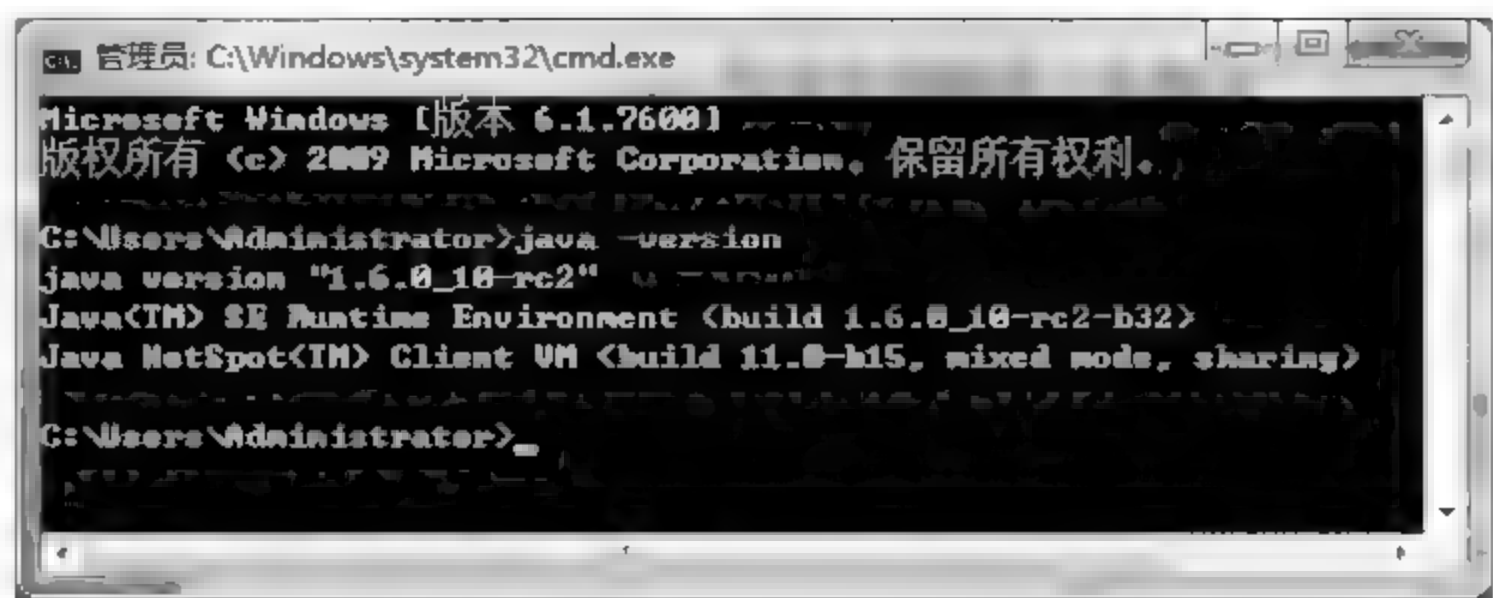 管理员: C:\Windows\system32\cmd.exe
Microsoft Windows [版本 6.1.7600]
版权所有 (c) 2009 Microsoft Corporation。保留所有权利。
C:\Users\Administrator>java -version
java version "1.6.0_10-rc2"
Java(TM) SE Runtime Environment (build 1.6.0_10-rc2-b32)
Java HotSpot(TM) Client VM (build 11.0-b15, mixed mode, sharing)
C:\Users\Administrator>_